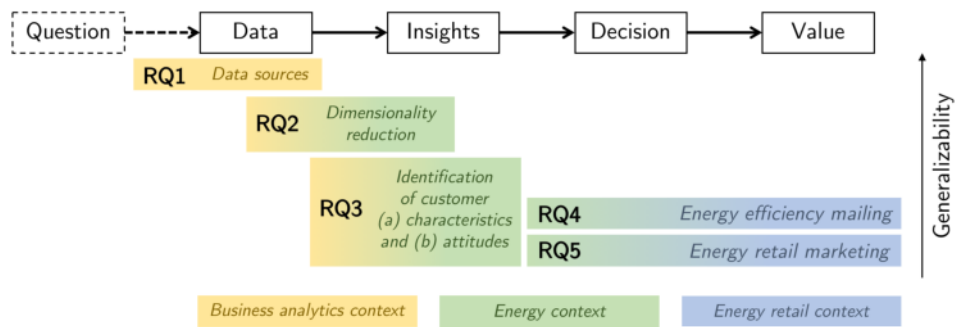 Question
Data
Insights
Decision
Value
RQ1 Data sources
RQ2 Dimensionality
reduction
RQ3 Identification
of customer
(a) characteristics
and (b) attitudes
RQ4 Energy efficiency mailing
RQ5 Energy retail marketing
Generalizability
Business analytics context
Energy context
Energy retail context